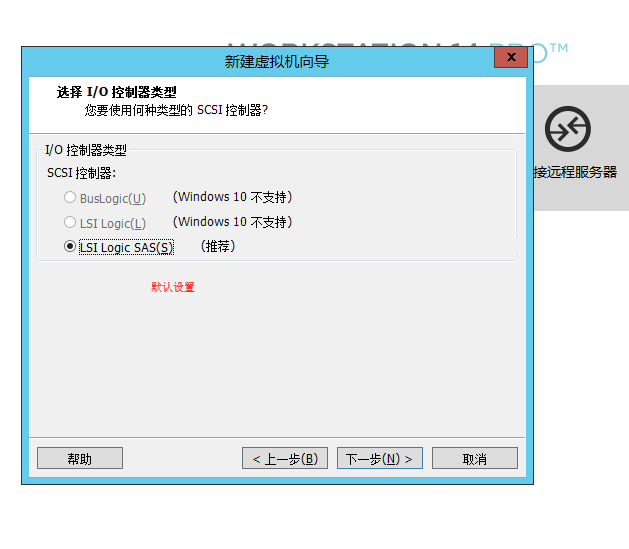 WORKSTATION 14 PRO™
新建虚拟机向导
x
选择 I/O 控制器类型
您要使用何种类型的 SCSI 控制器?
I/O 控制器类型
SCSI 控制器:
BusLogic(U) （Windows 10 不支持）
LSI Logic(L) （Windows 10 不支持）
LSI Logic SAS(S) （推荐）
接远程服务器
默认设置
帮助
< 上一步(B)
下一步(N) >
取消